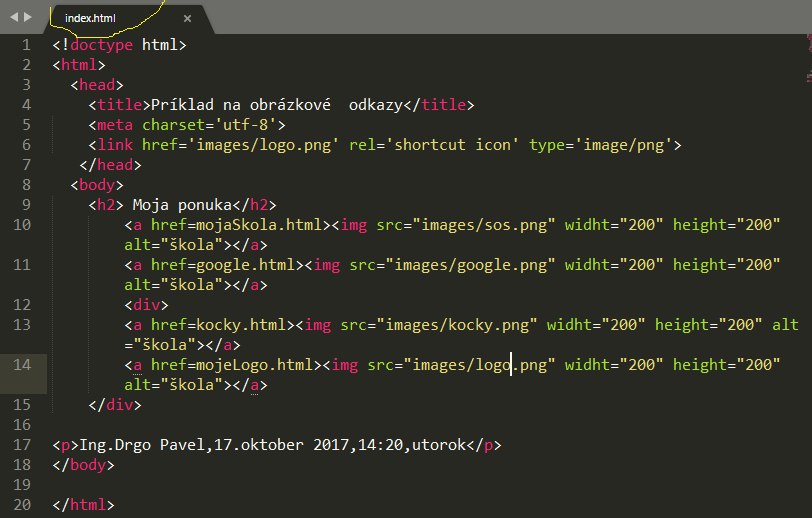 index.html ×
1 <!doctype html>
2 <html>
3 <head>
4 <title>Príklad na obrázkové  odkazy</title>
5 <meta charset='utf-8'>
6 <link href='images/logo.png' rel='shortcut icon' type='image/png'>
7 </head>
8 <body>
9 <h2> Moja ponuka</h2>
10 <a href=mojaSkola.html><img src="images/sos.png" widht="200" height="200"
alt="škola"></a>
11 <a href=google.html><img src="images/google.png" widht="200" height="200"
alt="škola"></a>
12 <div>
13 <a href=kocky.html><img src="images/kocky.png" widht="200" height="200" alt
="škola"></a>
14 <a href=mojeLogo.html><img src="images/logo.png" widht="200" height="200"
alt="škola"></a>
15 </div>
16
17 <p>Ing.Drgo Pavel,17.oktober 2017,14:20,utorok</p>
18 </body>
19
20 </html>